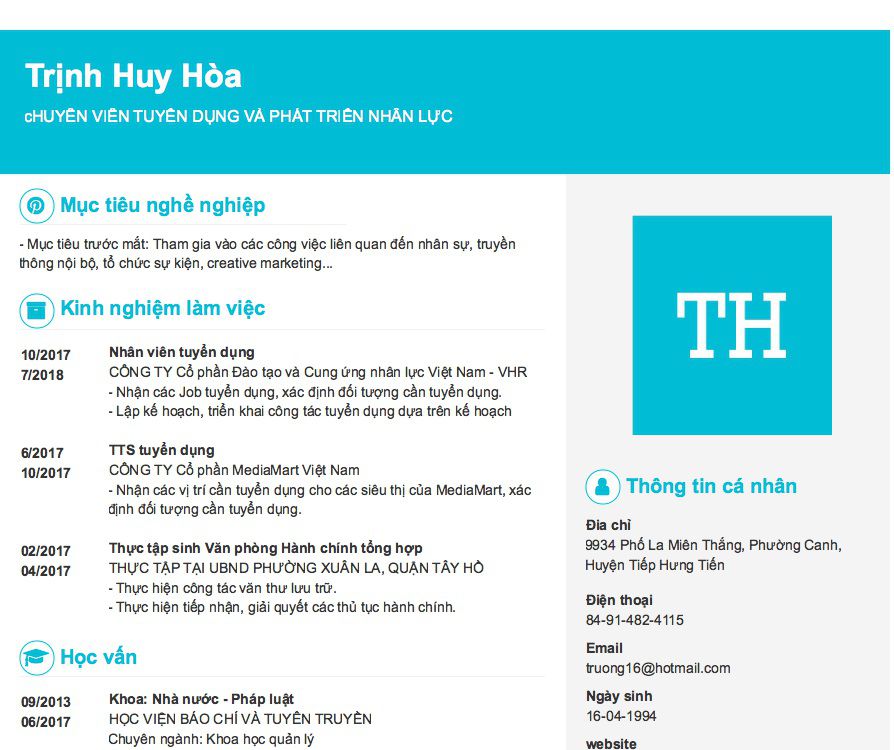 Trịnh Huy Hòa
cHUYÊN VIÊN TUYỂN DỤNG VÀ PHÁT TRIỂN NHÂN LỰC
Mục tiêu nghề nghiệp
- Mục tiêu trước mắt: Tham gia vào các công việc liên quan đến nhân sự, truyền
thông nội bộ, tổ chức sự kiện, creative marketing...
Kinh nghiệm làm việc
10/2017
7/2018
Nhân viên tuyển dụng
CÔNG TY Cổ phần Đào tạo và Cung ứng nhân lực Việt Nam - VHR
- Nhận các Job tuyển dụng, xác định đối tượng cần tuyển dụng.
- Lập kế hoạch, triển khai công tác tuyển dụng dựa trên kế hoạch
6/2017
10/2017
TTS tuyển dụng
CÔNG TY Cổ phần MediaMart Việt Nam
- Nhận các vị trí cần tuyển dụng cho các siêu thị của MediaMart, xác
định đối tượng cần tuyển dụng.
02/2017
04/2017
Thực tập sinh Văn phòng Hành chính tổng hợp
THỰC TẬP TẠI UBND PHƯỜNG XUÂN LA, QUẬN TÂY HỒ
- Thực hiện công tác văn thư lưu trữ.
- Thực hiện tiếp nhận, giải quyết các thủ tục hành chính.
Học vấn
09/2013
06/2017
Khoa: Nhà nước - Pháp luật
HỌC VIỆN BÁO CHÍ VÀ TUYÊN TRUYỀN
Chuyên ngành: Khoa học quản lý
TH
Thông tin cá nhân
Địa chỉ
9934 Phố La Miên Thắng, Phường Canh,
Huyện Tiếp Hưng Tiến
Điện thoại
84-91-482-4115
Email
truong16@hotmail.com
Ngày sinh
16-04-1994
website